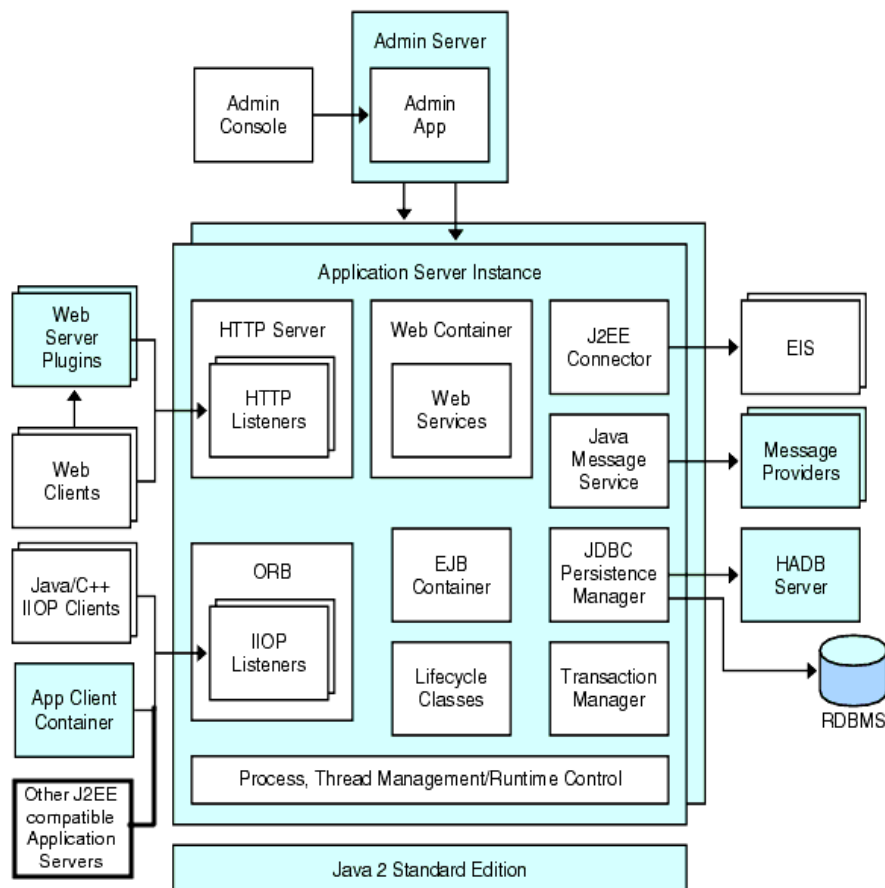 Admin Server
Admin
Console
Admin
App
Application Server Instance
Web
Server
Plugins
HTTP Server
HTTP
Listeners
Web Container
Web
Services
J2EE
Connector
EIS
Web
Clients
Java
Message
Service
Message
Providers
Java/C++
IIOP Clients
ORB
IIOP
Listeners
EJB
Container
JDBC
Persistence
Manager
HADB
Server
App Client
Container
Lifecycle
Classes
Transaction
Manager
RDBMS
Other J2EE
compatible
Application
Servers
Process, Thread Management/Runtime Control
Java 2 Standard Edition